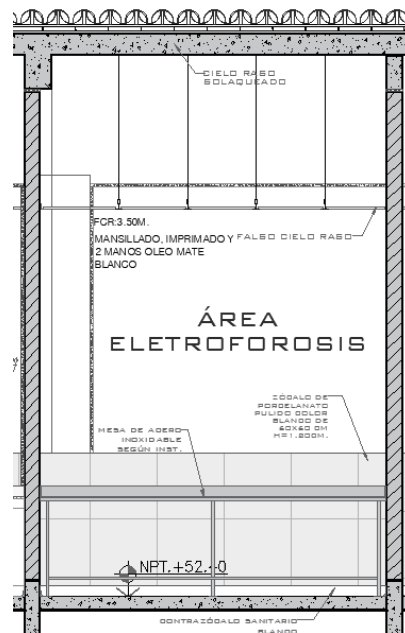 CIELO RASO
SOLAQUEADO
FCR:3.50M.
MANSILLADO, IMPRIMADO Y
2 MANOS OLEO MATE
BLANCO
FALSO CIELO RASO
ÁREA
ELETROFOROSIS
ZÓCALO DE
PORCELANATO
PULIDO COLOR
BLANCO DE
60X60 CM
H=1.800M.
MESA DE ACERO
INOXIDABLE
SEGÚN INST.
NPT.+52.40
CONTRAZÓCALO SANITARIO
BLANCO